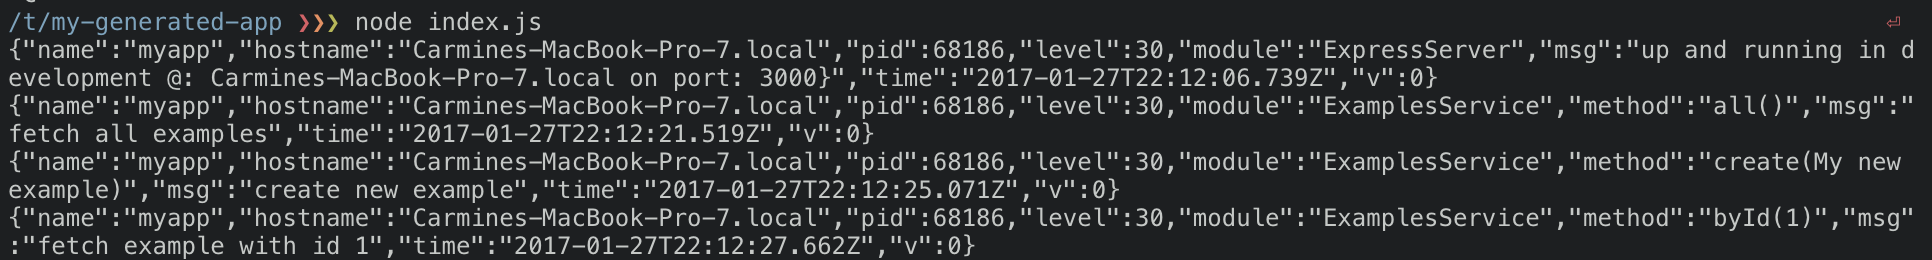 /t/my-generated-app ❯❯❯ node index.js ⏎
{"name":"myapp","hostname":"Carmines-MacBook-Pro-7.local","pid":68186,"level":30,"module":"ExpressServer","msg":"up and running in d
evelopment @: Carmines-MacBook-Pro-7.local on port: 3000}","time":"2017-01-27T22:12:06.739Z","v":0}
{"name":"myapp","hostname":"Carmines-MacBook-Pro-7.local","pid":68186,"level":30,"module":"ExamplesService","method":"all()","msg":"
fetch all examples","time":"2017-01-27T22:12:21.519Z","v":0}
{"name":"myapp","hostname":"Carmines-MacBook-Pro-7.local","pid":68186,"level":30,"module":"ExamplesService","method":"create(My new
example)","msg":"create new example","time":"2017-01-27T22:12:25.071Z","v":0}
{"name":"myapp","hostname":"Carmines-MacBook-Pro-7.local","pid":68186,"level":30,"module":"ExamplesService","method":"byId(1)","msg"
:"fetch example with id 1","time":"2017-01-27T22:12:27.662Z","v":0}